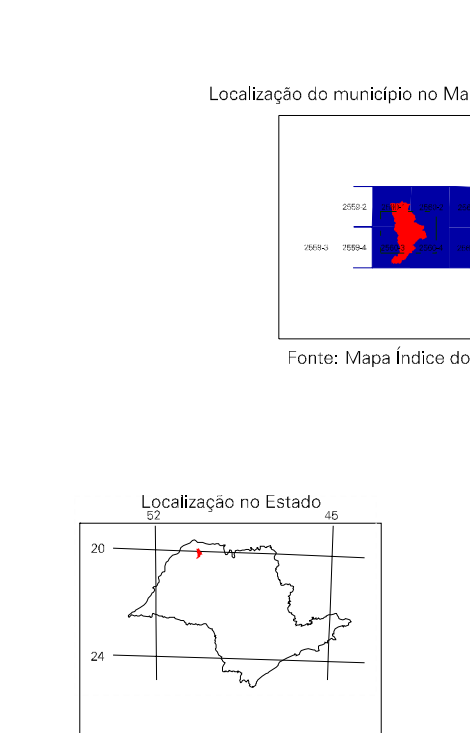 Localização do município no Ma
2559-2
2559-3 2559-4
Fonte: Mapa Índice do
Localização no Estado
52 45
20
24